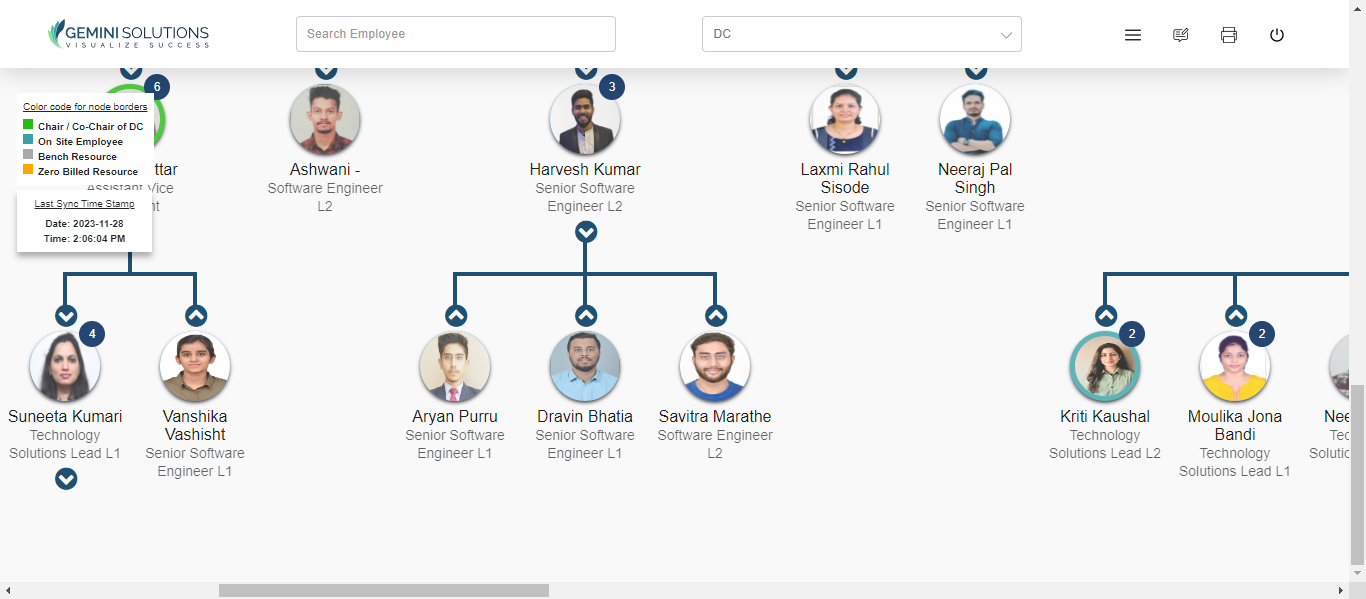 GEMINI SOLUTIONS
VISUALIZE SUCCESS
Search Employee
DC
6
3
Color code for node borders
Chair / Co-Chair of DC
On Site Employee
Bench Resource
Zero Billed Resource
ttar
Assistant Vice
nt
Last Sync Time Stamp
Date: 2023-11-28
Time: 2:06:04 PM
Ashwani -
Software Engineer
L2
Harvesh Kumar
Senior Software
Engineer L2
Laxmi Rahul
Sisode
Senior Software
Engineer L1
Neeraj Pal
Singh
Senior Software
Engineer L1
4
Suneeta Kumari
Technology
Solutions Lead L1
Vanshika
Vashisht
Senior Software
Engineer L1
Aryan Purru
Senior Software
Engineer L1
Dravin Bhatia
Senior Software
Engineer L1
Savitra Marathe
Software Engineer
L2
2
Kriti Kaushal
Technology
Solutions Lead L2
2
Moulika Jona
Bandi
Technology
Solutions Lead L1
Nee
Tec
Solutic